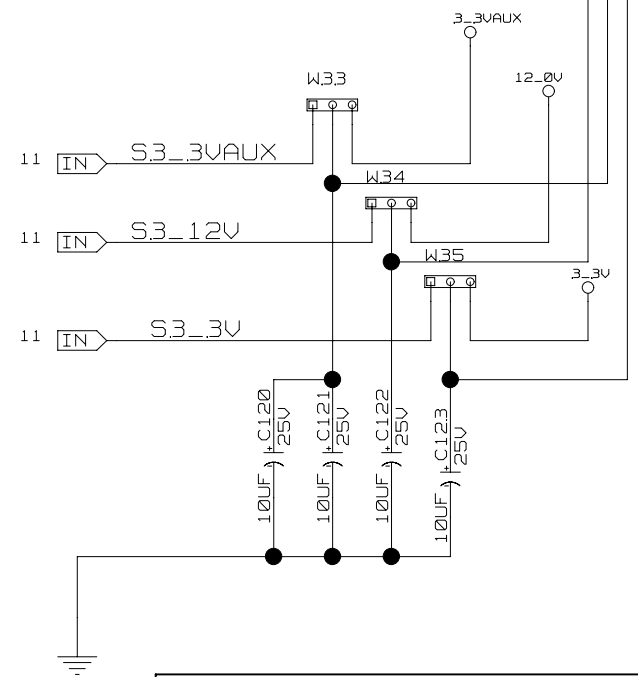 3_3VAUX
W33
12_0V
11 IN S3_3VAUX
W34
11 IN S3_12V
W35
3_3V
11 IN S3_3V
C120
25V
10UF
C121
25V
10UF
C122
25V
10UF
C123
25V
10UF